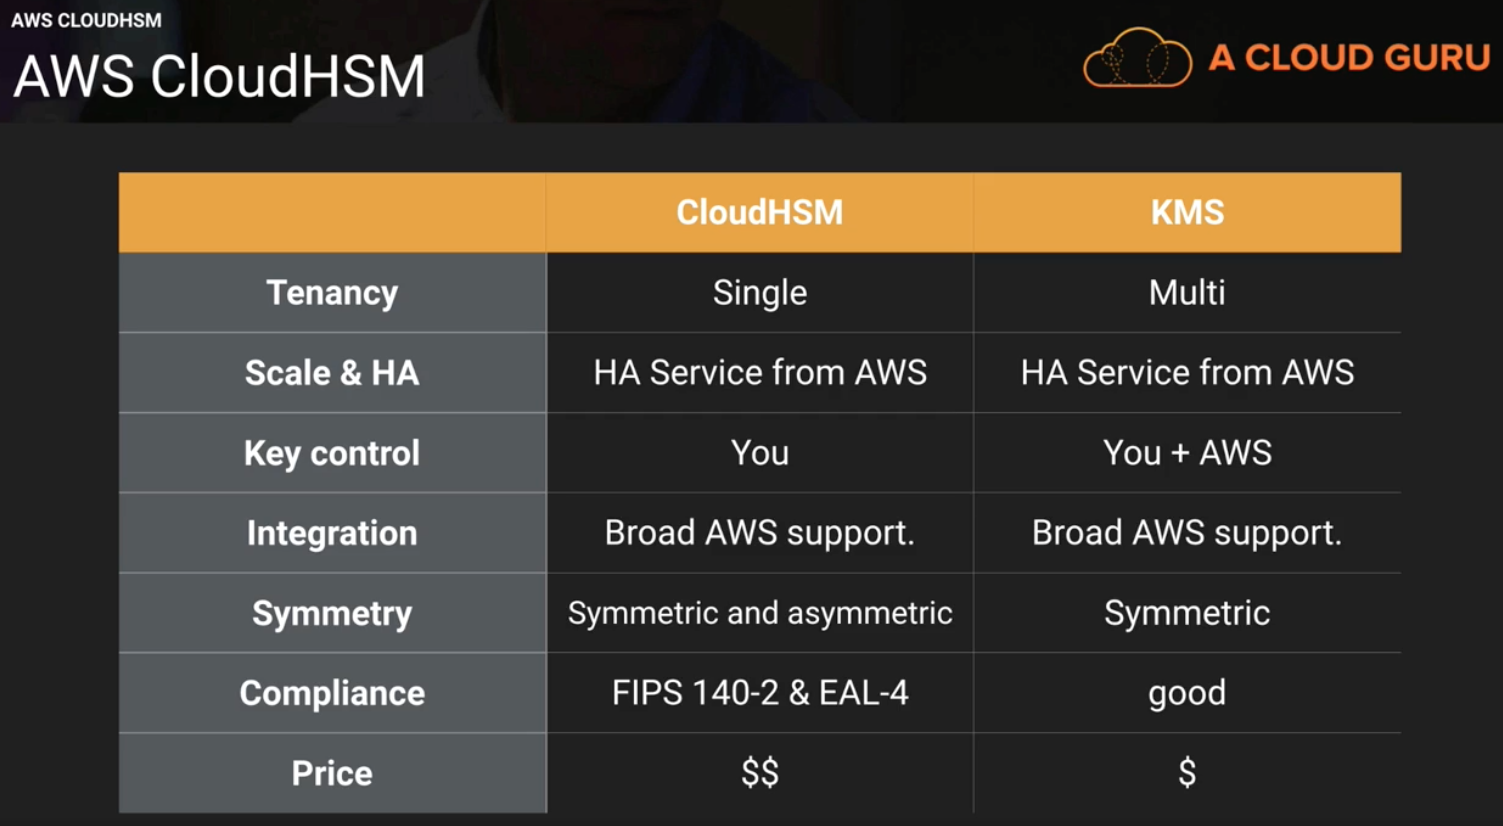 AWS CLOUDHSM
AWS CloudHSM
A CLOUD GURU
CloudHSM KMS
Tenancy Single Multi
Scale & HA HA Service from AWS HA Service from AWS
Key control You You + AWS
Integration Broad AWS support. Broad AWS support.
Symmetry Symmetric and asymmetric Symmetric
Compliance FIPS 140-2 & EAL-4 good
Price $$ $